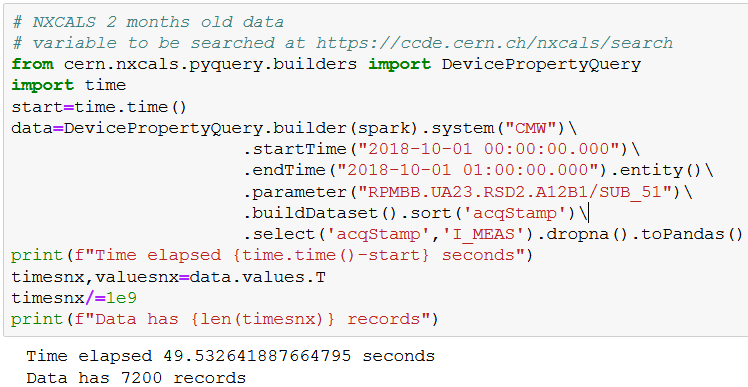 # NXCALS 2 months old data
# variable to be searched at https://ccde.cern.ch/nxcals/search
from cern.nxcals.pyquery.builders import DevicePropertyQuery
import time
start=time.time()
data=DevicePropertyQuery.builder(spark).system("CMW")\
.startTime("2018-10-01 00:00:00.000")\
.endTime("2018-10-01 01:00:00.000").entity()\
.parameter("RPMBB.UA23.RSD2.A12B1/SUB_51")\
.buildDataset().sort('acqStamp')\
.select('acqStamp','I_MEAS').dropna().toPandas()
print(f"Time elapsed {time.time()-start} seconds")
timesnx,valuesnx=data.values.T
timesnx/=1e9
print(f"Data has {len(timesnx)} records")
Time elapsed 49.532641887664795 seconds
Data has 7200 records